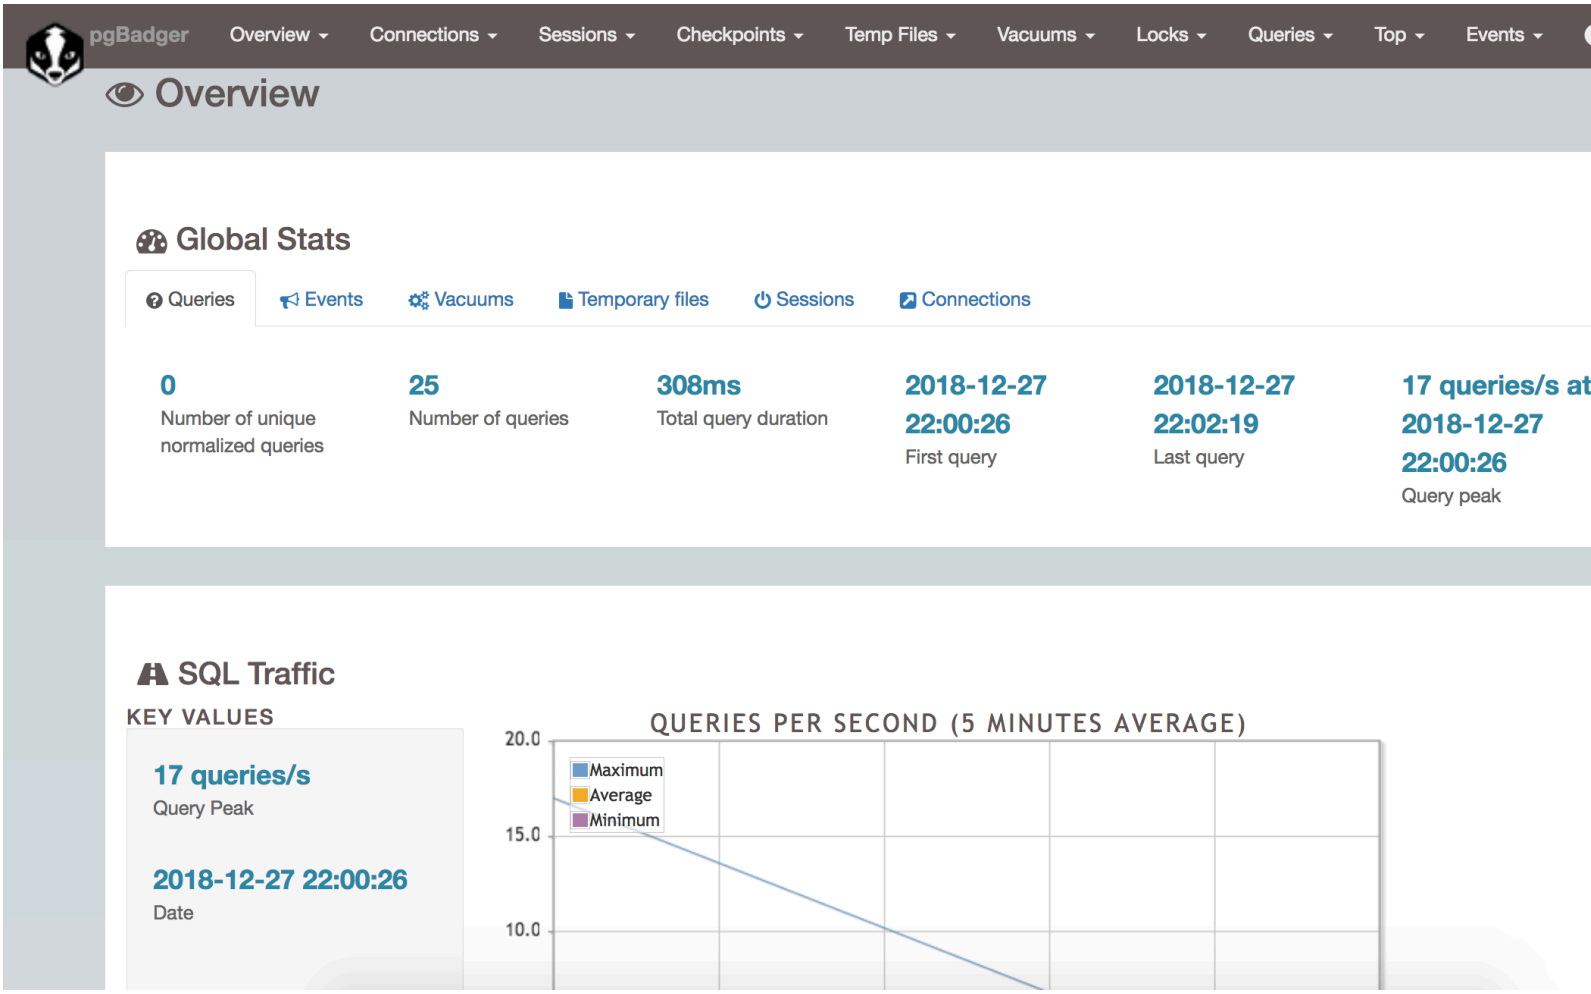 pgBadger Overview Connections Sessions Checkpoints Temp Files Vacuums Locks Queries Top Events
Overview
Global Stats
Queries Events Vacuums Temporary files Sessions Connections
0
Number of unique
normalized queries
25
Number of queries
308ms
Total query duration
2018-12-27
22:00:26
First query
2018-12-27
22:02:19
Last query
17 queries/s at
2018-12-27
22:00:26
Query peak
SQL Traffic
KEY VALUES
17 queries/s
Query Peak
2018-12-27 22:00:26
Date
QUERIES PER SECOND (5 MINUTES AVERAGE)
20.0
Maximum
Average
Minimum
15.0
10.0